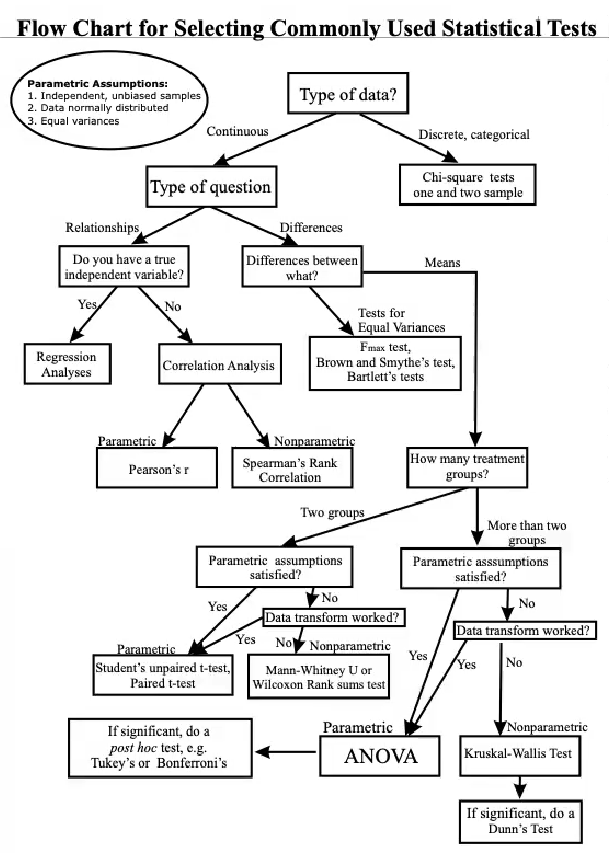 Flow Chart for Selecting Commonly Used Statistical Tests
Parametric Assumptions:
1. Independent, unbiased samples
2. Data normally distributed
3. Equal variances
Type of data?
Continuous
Discrete, categorical
Type of question
Chi-square tests
one and two sample
Relationships
Differences
Do you have a true
independent variable?
Differences between
what?
Means
Yes
No
Tests for
Equal Variances
Regression
Analyses
Correlation Analysis
Fmax test,
Brown and Smythe's test,
Bartlett's tests
Parametric
Nonparametric
Pearson's r
Spearman's Rank
Correlation
How many treatment
groups?
Two groups
More than two
groups
Parametric assumptions
satisfied?
Parametric asssumptions
satisfied?
Yes
No
No
Data transform worked?
Data transform worked?
Yes
No
Parametric
Nonparametric
Yes
Yes
No
Student's unpaired t-test,
Paired t-test
Mann-Whitney U or
Wilcoxon Rank sums test
If significant, do a
post hoc test, e.g.
Tukey's or Bonferroni's
Parametric
ANOVA
Nonparametric
Kruskal-Wallis Test
If significant, do a
Dunn's Test